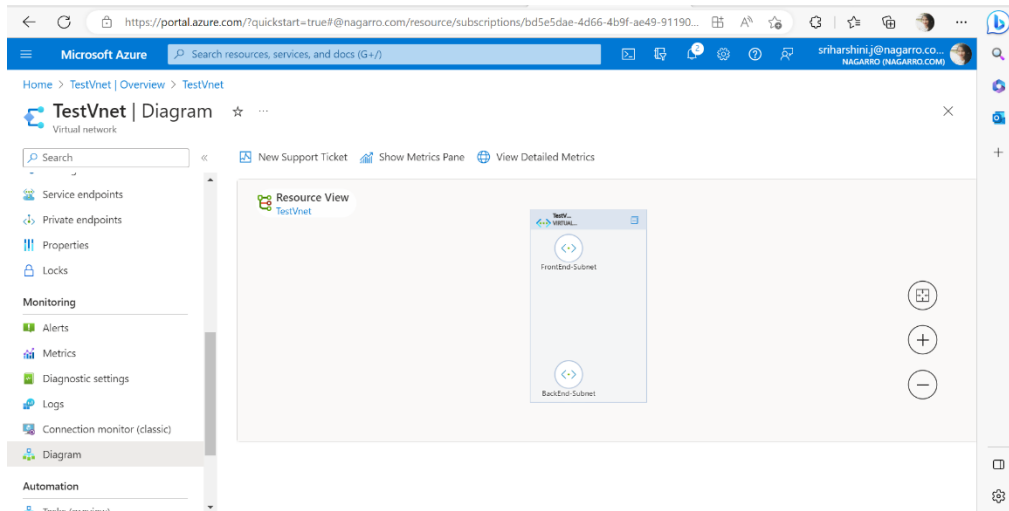 https://portal.azure.com/?quickstart=true#@nagarro.com/resource/subscriptions/bd5e5dae-4d66-4b9f-ae49-91190...
Microsoft Azure
Search resources, services, and docs (G+/)
2
sriharshini.j@nagarro.co...
NAGARRO (NAGARRO.COM)
Home > TestVnet | Overview > TestVnet
TestVnet | Diagram
Virtual network
Search
New Support Ticket
Show Metrics Pane
View Detailed Metrics
Service endpoints
Private endpoints
Properties
Locks
Monitoring
Alerts
Metrics
Diagnostic settings
Logs
Connection monitor (classic)
Diagram
Automation
Resource View
TestVnet
TestV...
VIRTUAL...
FrontEnd-Subnet
BackEnd-Subnet